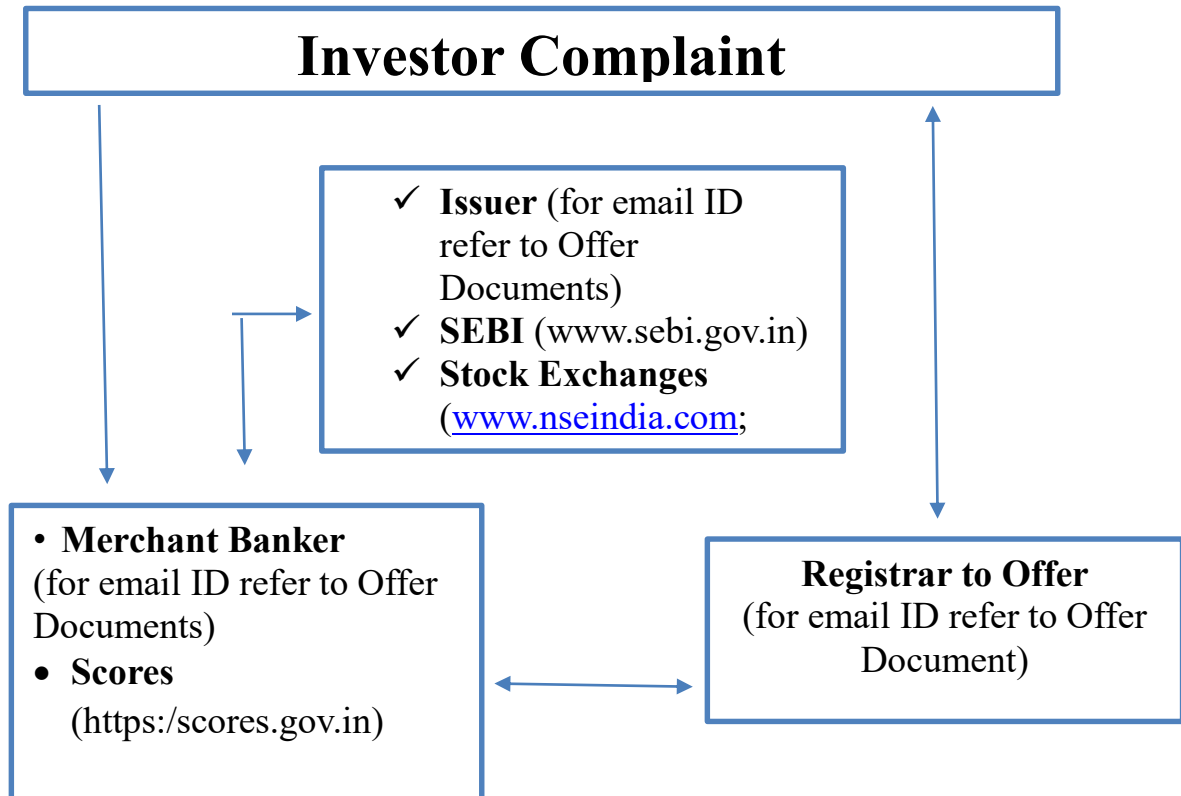 Investor Complaint
✓ Issuer (for email ID
refer to Offer
Documents)
✓ SEBI (www.sebi.gov.in)
✓ Stock Exchanges
(www.nseindia.com;
• Merchant Banker
(for email ID refer to Offer
Documents)
• Scores
(https:/scores.gov.in)
Registrar to Offer
(for email ID refer to Offer
Document)